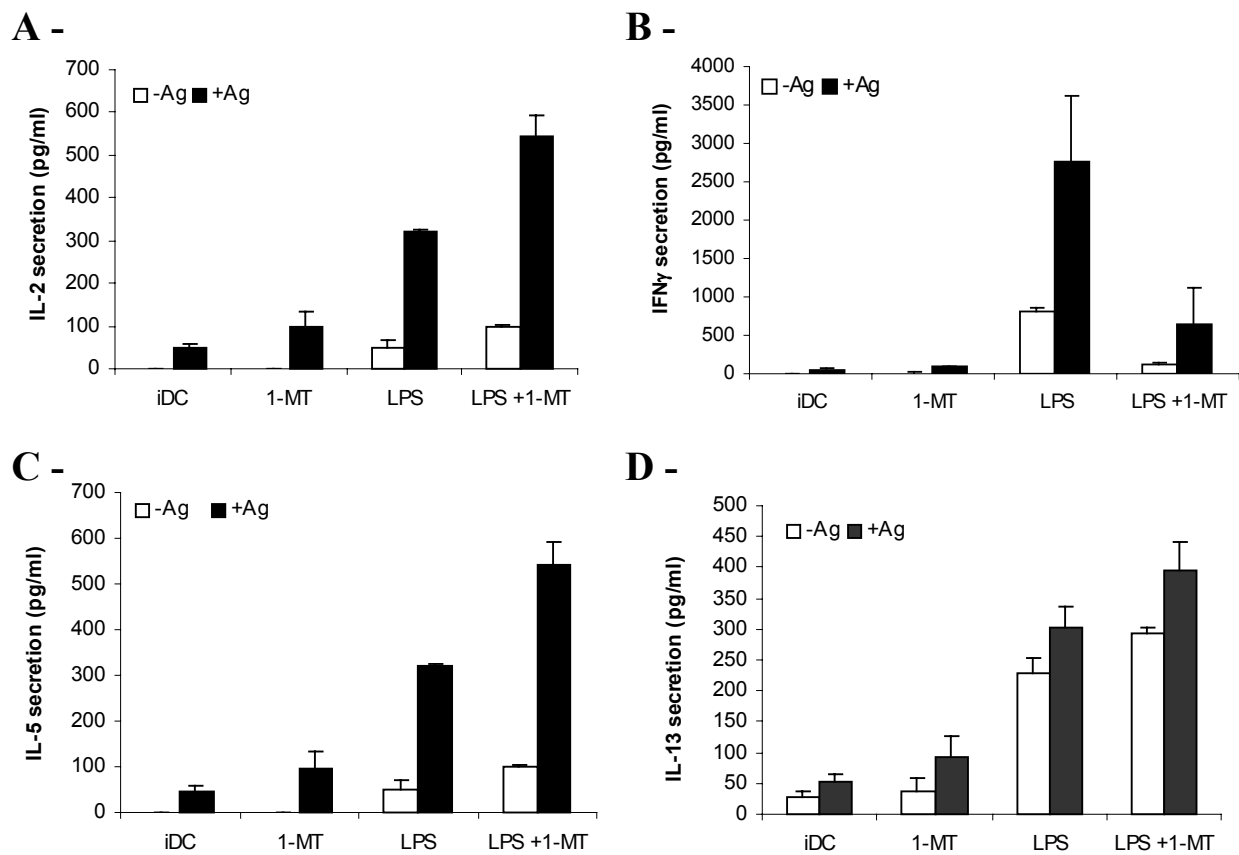 A -
IL-2 secretion (pg/ml)
700
600
500
400
300
200
100
0
-Ag +Ag
iDC 1-MT LPS LPS +1-MT
B -
IFNγ secretion (pg/ml)
4000
3500
3000
2500
2000
1500
1000
500
0
-Ag +Ag
iDC 1-MT LPS LPS +1-MT
C -
IL-5 secretion (pg/ml)
700
600
500
400
300
200
100
0
-Ag +Ag
iDC 1-MT LPS LPS +1-MT
D -
IL-13 secretion (pg/ml)
500
450
400
350
300
250
200
150
100
50
0
-Ag +Ag
iDC 1-MT LPS LPS +1-MT